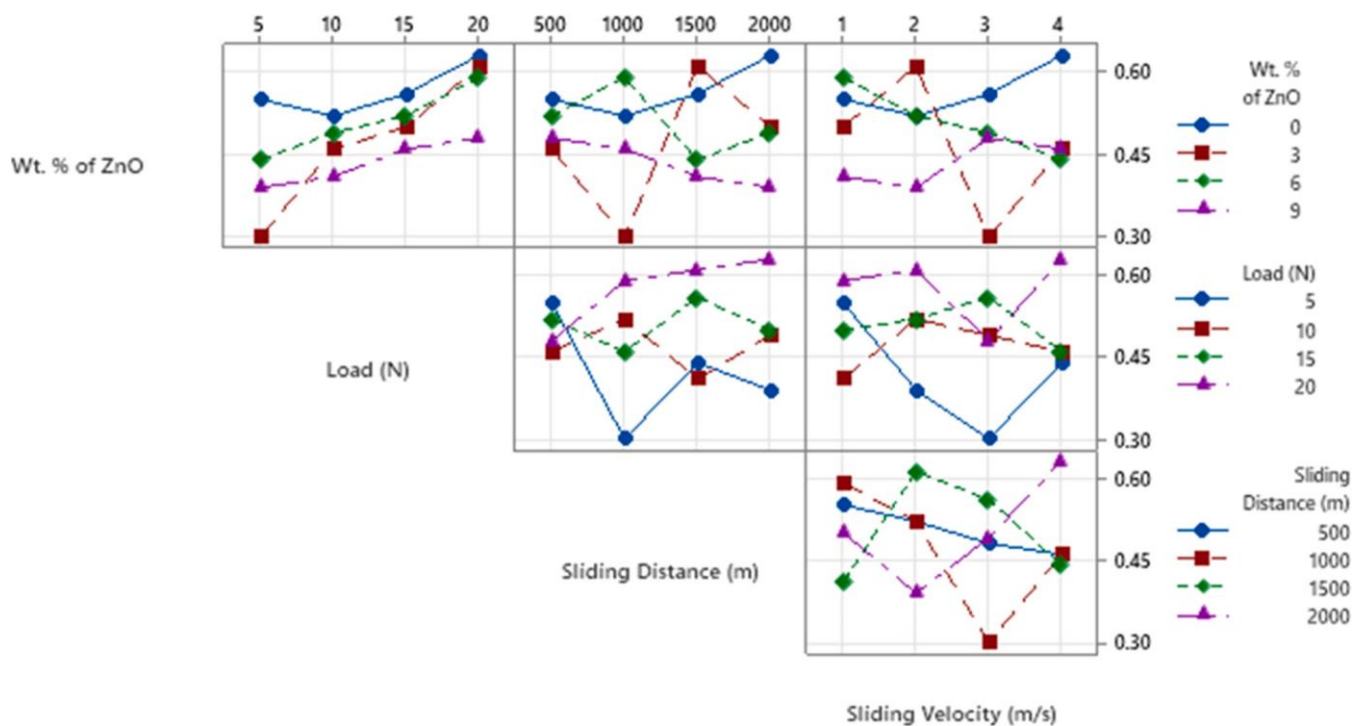 5 10 15 20 500 1000 1500 2000 1 2 3 4
Wt. % of ZnO
0.60
0.45
0.30
Wt. %
of ZnO
0
3
6
9
Load (N)
0.60
0.45
0.30
Load (N)
5
10
15
20
Sliding Distance (m)
0.60
0.45
0.30
Sliding
Distance (m)
500
1000
1500
2000
Sliding Velocity (m/s)